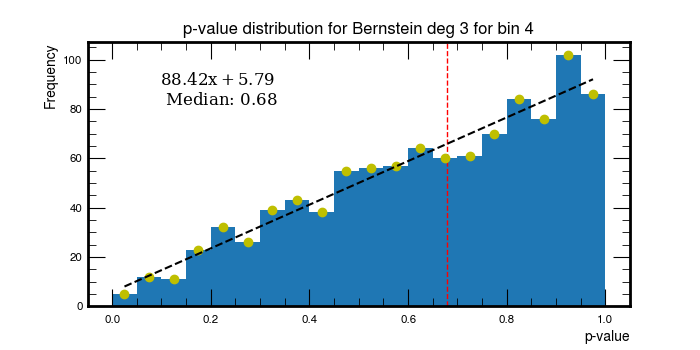 p-value distribution for Bernstein deg 3 for bin 4
Frequency
88.42x + 5.79
Median: 0.68
100
80
60
40
20
0
0.0 0.2 0.4 0.6 0.8 1.0
p-value